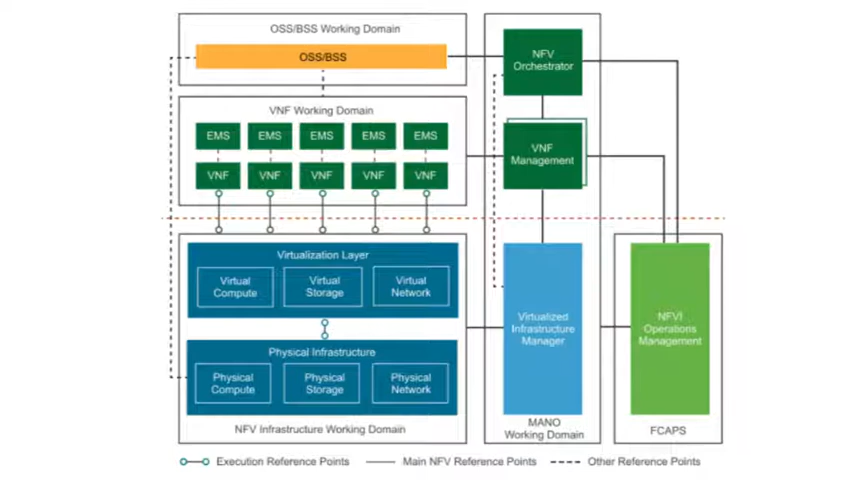 OSS/BSS Working Domain
OSS/BSS
VNF Working Domain
EMS EMS EMS EMS EMS
VNF VNF VNF VNF VNF
NFV
Orchestrator
VNF
Management
Virtualization Layer
Virtual
Compute
Virtual
Storage
Virtual
Network
Physical Infrastructure
Physical
Compute
Physical
Storage
Physical
Network
NFV Infrastructure Working Domain
Virtualized
Infrastructure
Manager
MANO
Working Domain
NFVI
Operations
Management
FCAPS
Execution Reference Points
Main NFV Reference Points
Other Reference Points